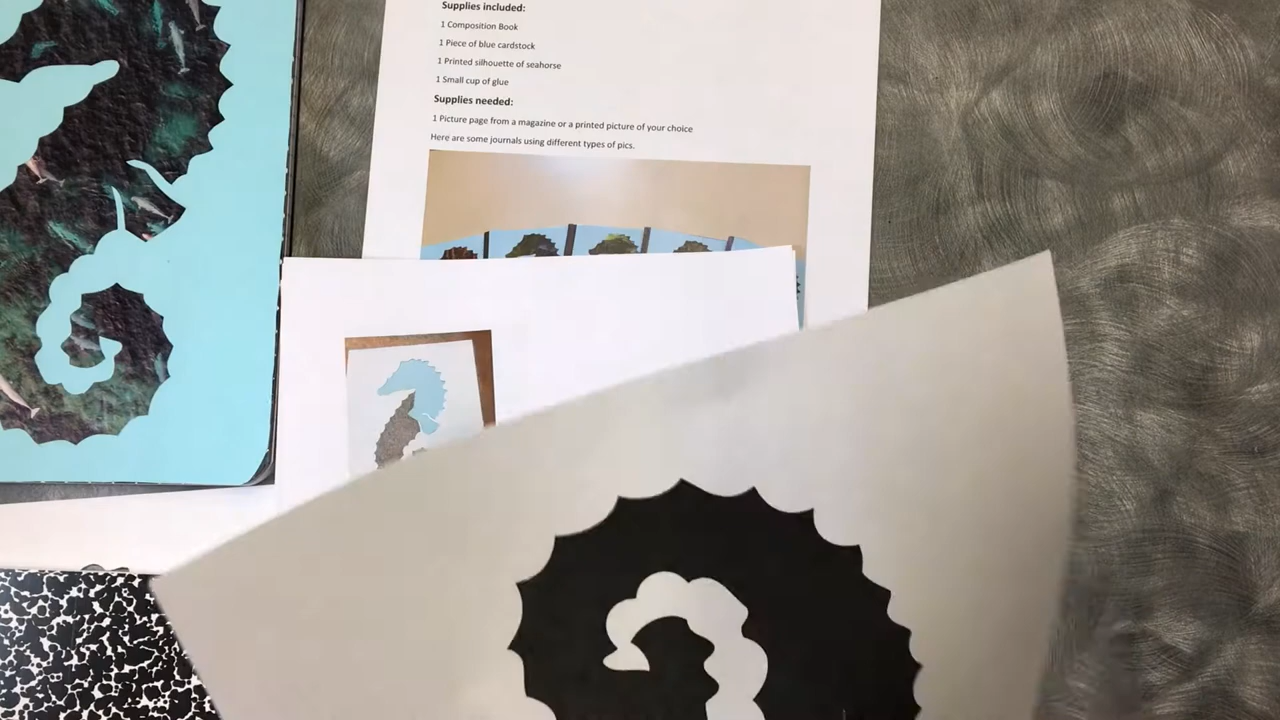 Supplies included:
1 Composition Book
1 Piece of blue cardstock
1 Printed silhouette of seahorse
1 Small cup of glue
Supplies needed:
1 Picture page from a magazine or a printed picture of your choice
Here are some journals using different types of pics.